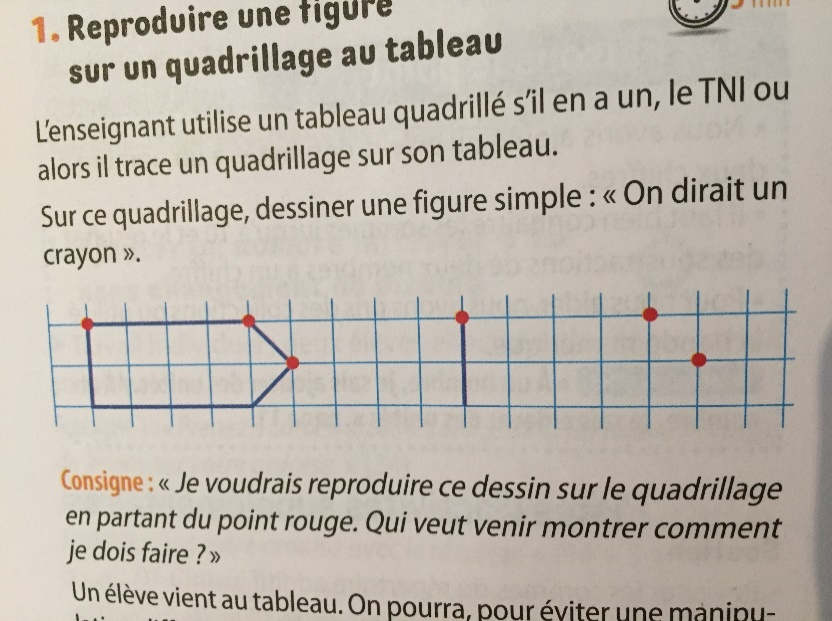 1. Reproduire une figure
sur un quadrillage au tableau
L'enseignant utilise un tableau quadrillé s'il en a un, le TNI ou
alors il trace un quadrillage sur son tableau.
Sur ce quadrillage, dessiner une figure simple : « On dirait un
crayon ».
Consigne : « Je voudrais reproduire ce dessin sur le quadrillage
en partant du point rouge. Qui veut venir montrer comment
je dois faire ? »
Un élève vient au tableau. On pourra, pour éviter une manipu-